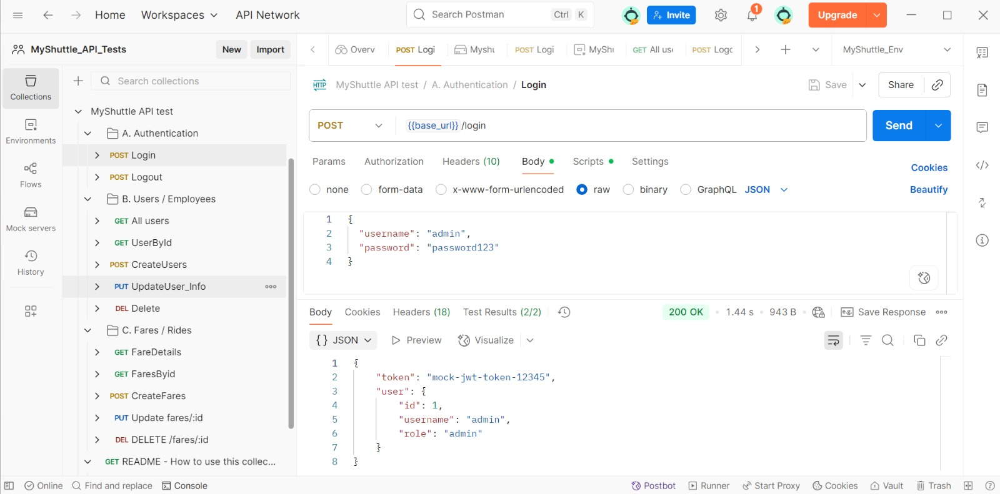 Home Workspaces API Network Search Postman Ctrl K Invite 1 Upgrade
MyShuttle_API_Tests New Import
Overv POST Logi Myshu POST Logi MyShu GET All use POST Logo MyShuttle_Env
Collections
Environments
Flows
Mock servers
History
Search collections
MyShuttle API test
A. Authentication
POST Login
POST Logout
B. Users / Employees
GET All users
GET UserById
POST CreateUsers
PUT UpdateUser_Info
DEL Delete
C. Fares / Rides
GET FareDetails
GET FaresByid
POST CreateFares
PUT Update fares/:id
DEL DELETE /fares/:id
GET README - How to use this collec...
HTTP MyShuttle API test / A. Authentication / Login Save Share
POST {{base_url}} /login Send
Params Authorization Headers (10) Body Scripts Settings Cookies
none form-data x-www-form-urlencoded raw binary GraphQL JSON Beautify
1 {
2 "username": "admin",
3 "password": "password123"
4 }
Body Cookies Headers (18) Test Results (2/2) 200 OK 1.44 s 943 B e.g. Save Response
{} JSON Preview Visualize
1 {
2 "token": "mock-jwt-token-12345",
3 "user": {
4 "id": 1,
5 "username": "admin",
6 "role": "admin"
7 }
8 }
Online Find and replace Console Postbot Runner Start Proxy Cookies Vault Trash